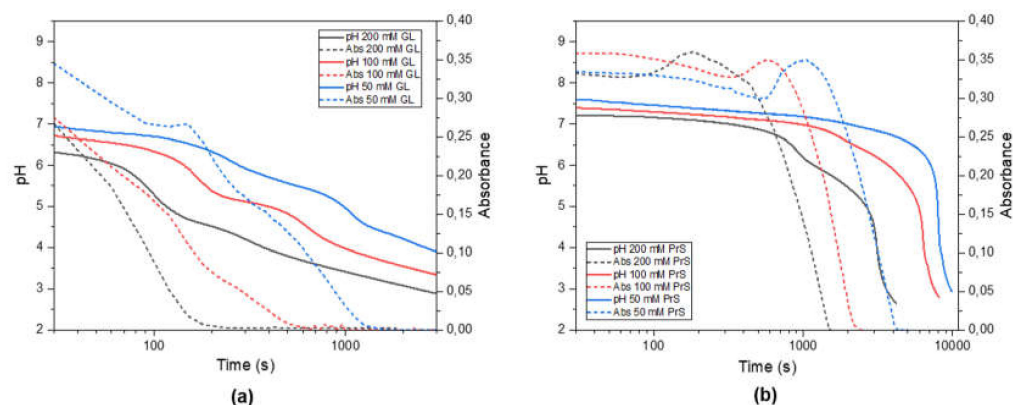 9
8
7
6
5
4
3
2
pH
0,40
0,35
0,30
0,25
0,20
0,15
0,10
0,05
0,00
Absorbance
pH 200 mM GL
Abs 200 mM GL
pH 100 mM GL
Abs 100 mM GL
pH 50 mM GL
Abs 50 mM GL
100
1000
Time (s)
(a)
9
8
7
6
5
4
3
2
pH
0,40
0,35
0,30
0,25
0,20
0,15
0,10
0,05
0,00
Absorbance
pH 200 mM PrS
Abs 200 mM PrS
pH 100 mM PrS
Abs 100 mM PrS
pH 50 mM PrS
Abs 50 mM PrS
100
1000
10000
Time (s)
(b)